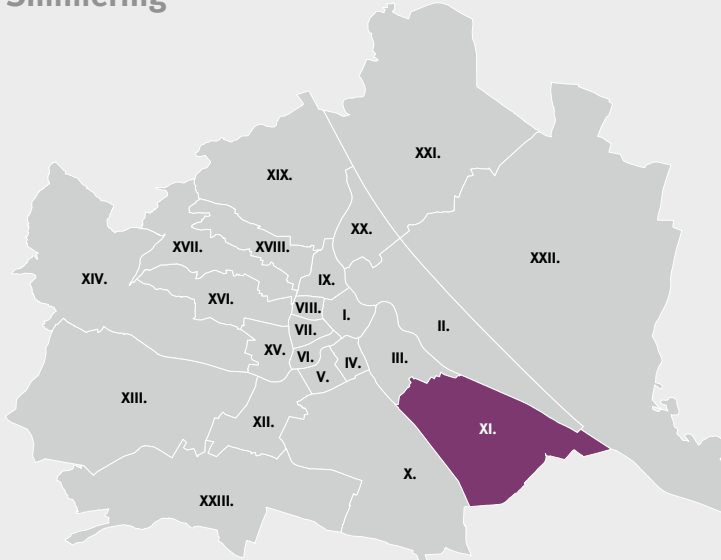 Simmering
XXI.
XIX.
XX.
XVII.
XVIII.
XXII.
XIV.
IX.
XVI.
VIII.
I.
II.
VII.
XV.
VI.
IV.
III.
V.
XIII.
XII.
XI.
X.
XXIII.